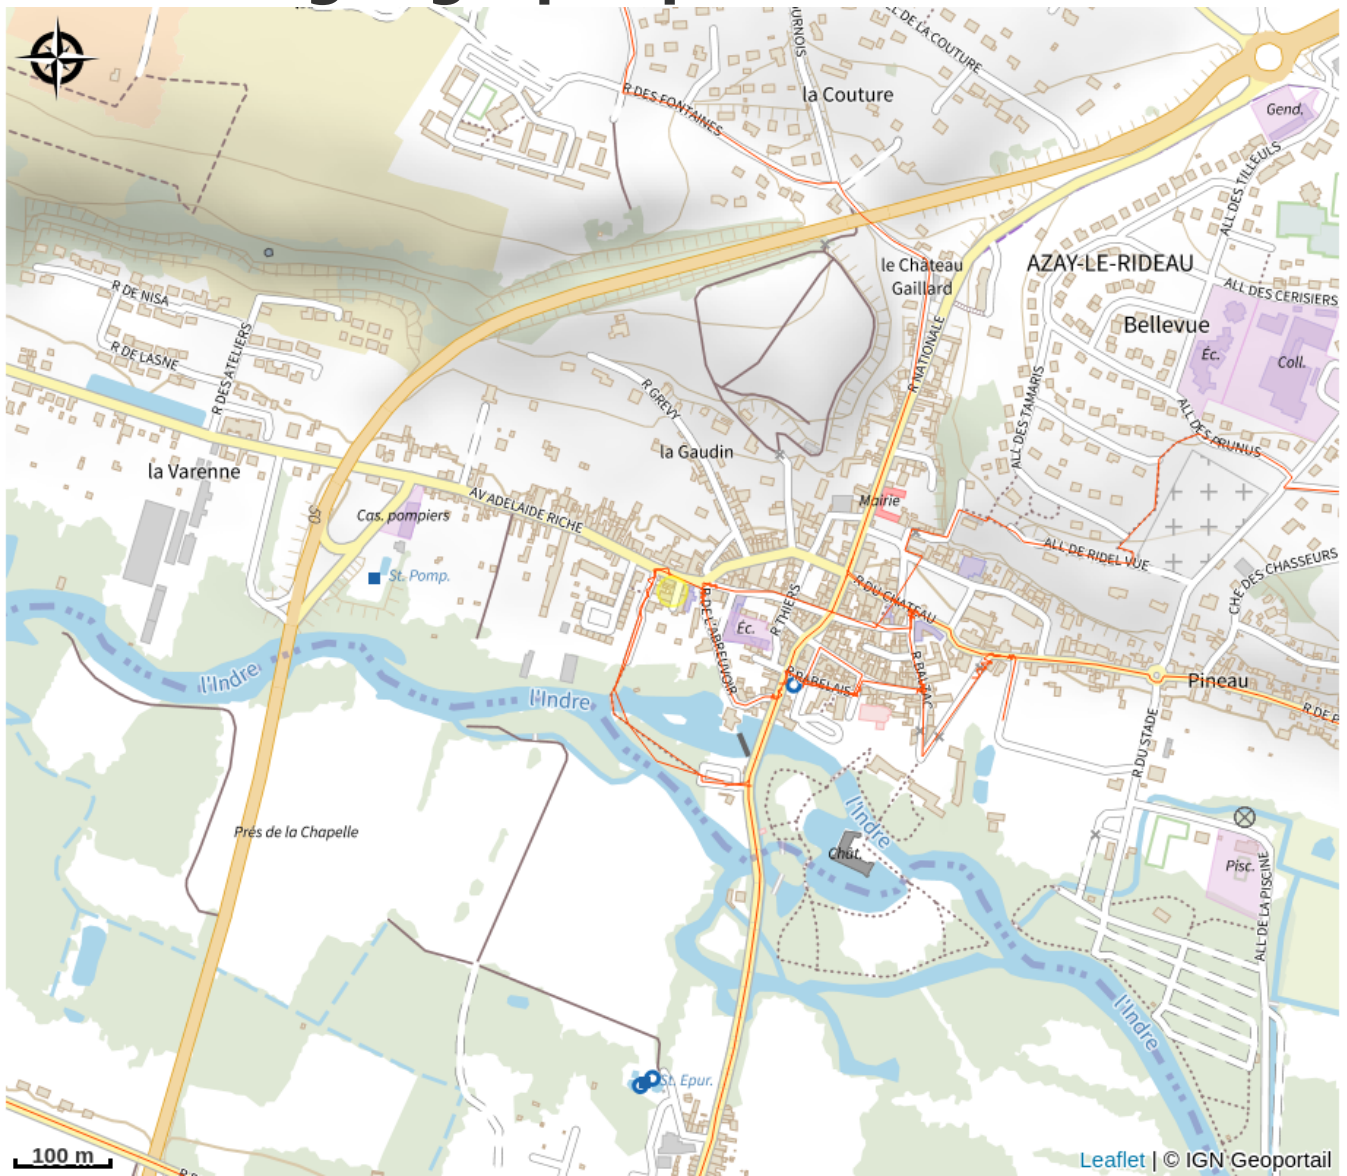 la Couture
R DES FONTAINES
Gend.
ALL DES TILLEULS
le Château
Gaillard
AZAY-LE-RIDEAU
ALL DES CERISIERS
R DE NISA
R DE LASNE
R DES ATELIERS
Bellevue
Éc.
Coll.
R NATIONALE
R GREVY
ALL DES TAMARIS
ALL DES PRUNUS
la Gaudin
la Varenne
Mairie
AV ADELAIDE RICHE
Cas. pompiers
50
ALL DE RIDEL VUE
CHE DES CHASSEURS
St. Pomp.
R DU CHATEAU
R DE L'ABREUVOIR
R THIERS
Éc.
R RABELAIS
R BALZAC
l'Indre
l'Indre
Pineau
R DU STADE
l'Indre
Prés de la Chapelle
Chât.
Pisc.
ALL DE LA PISCINE
l'Indre
St. Epur.
100 m
Leaflet | © IGN Geoportail